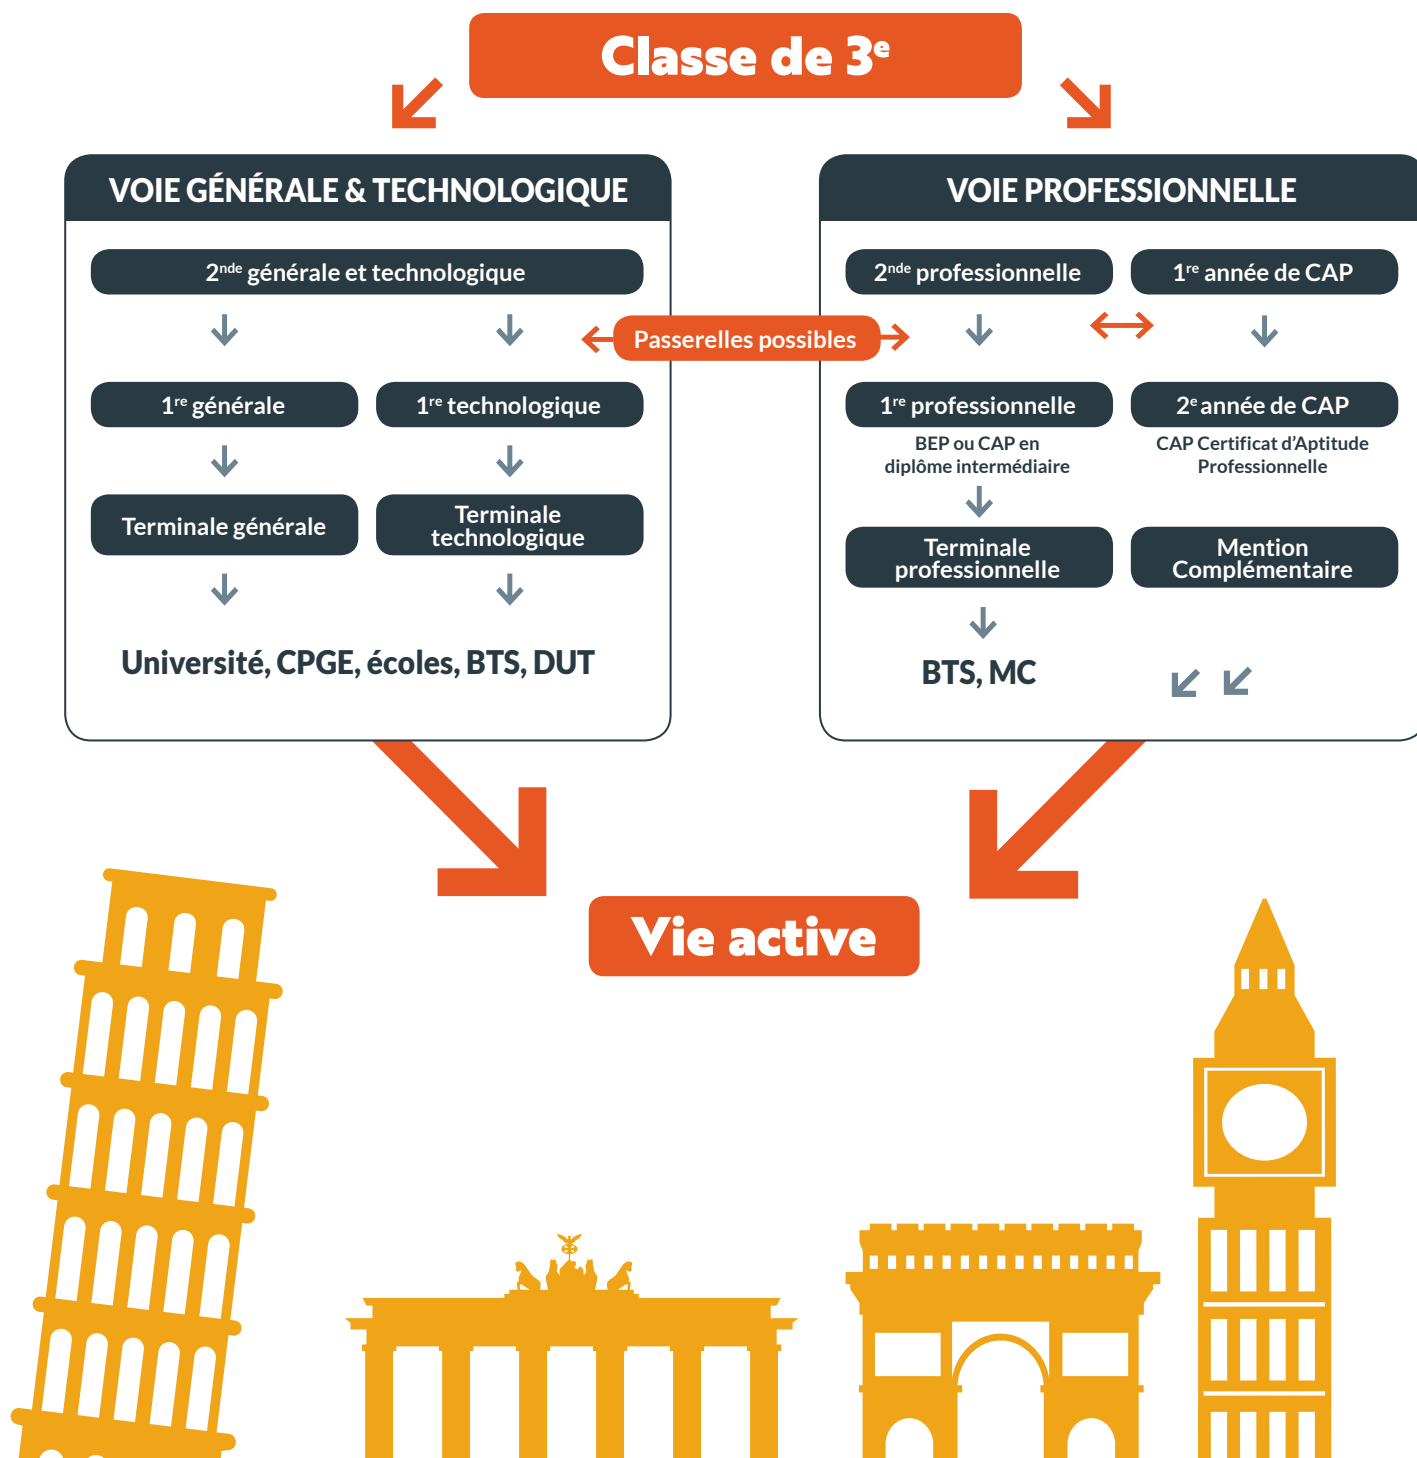 Classe de 3e
VOIE GÉNÉRALE & TECHNOLOGIQUE
2nde générale et technologique
1re générale
1re technologique
Terminale générale
Terminale
technologique
Université, CPGE, écoles, BTS, DUT
Passerelles possibles
VOIE PROFESSIONNELLE
2nde professionnelle
1re année de CAP
1re professionnelle
2e année de CAP
BEP ou CAP en
diplôme intermédiaire
CAP Certificat d’Aptitude
Professionnelle
Terminale
professionnelle
Mention
Complémentaire
BTS, MC
Vie active